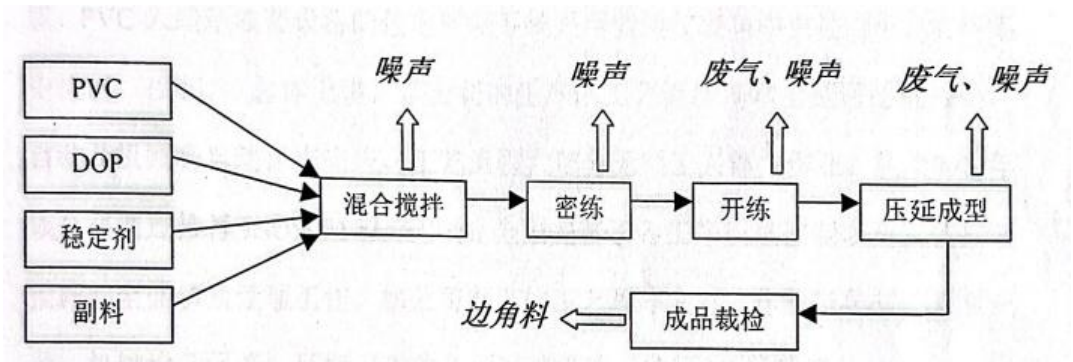 噪声
噪声
废气、噪声
废气、噪声
PVC
DOP
稳定剂
副料
混合搅拌
密练
开练
压延成型
边角料
成品裁检